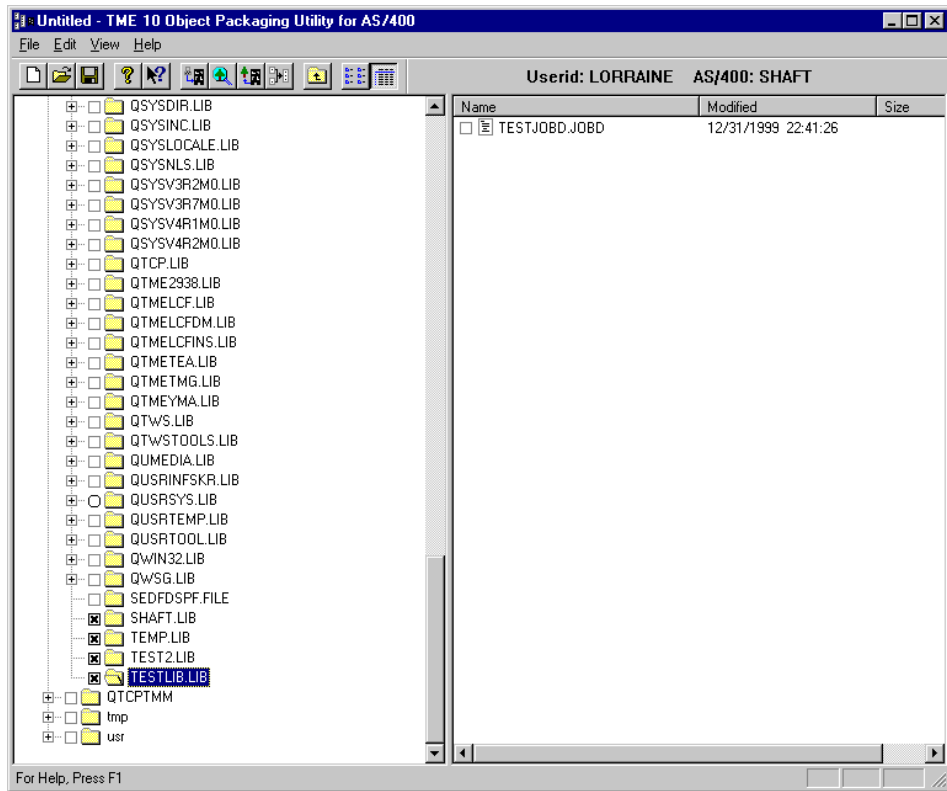 Untitled - TME 10 Object Packaging Utility for AS/400
File Edit View Help
Userid: LORRAINE AS/400: SHAFT
QSYSDIR.LIB
QSYSINC.LIB
QSYSLOCALE.LIB
QSYSNLS.LIB
QSYSV3R2M0.LIB
QSYSV3R7M0.LIB
QSYSV4R1M0.LIB
QSYSV4R2M0.LIB
QTCP.LIB
QTME2938.LIB
QTMELCF.LIB
QTMELCFDM.LIB
QTMELCFINS.LIB
QTMETEA.LIB
QTMETMG.LIB
QTMEYMA.LIB
QTWS.LIB
QTWSTOOLS.LIB
QUMEDIA.LIB
QUSRINFSKR.LIB
QUSRSYS.LIB
QUSRTEMP.LIB
QUSRTOOL.LIB
QWIN32.LIB
QWSG.LIB
SEDFDSPF.FILE
SHAFT.LIB
TEMP.LIB
TEST2.LIB
TESTLIB.LIB
QTCPTMM
tmp
usr
Name Modified Size
TESTJOBD.JOBD 12/31/1999 22:41:26
For Help, Press F1